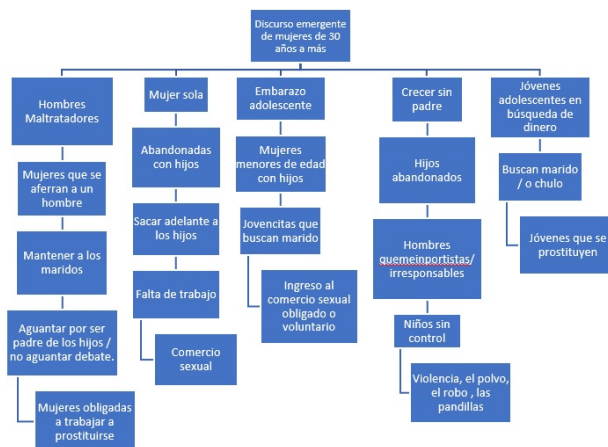 Discurso emergente
de mujeres de 30
años a más
Hombres
Maltratadores
Mujeres que se
aferran a un
hombre
Mantener a los
maridos
Aguantar por ser
padre de los hijos /
no aguantar debate.
Mujeres obligadas
a trabajar a
prostituirse
Mujer sola
Abandonadas
con hijos
Sacar adelante a
los hijos
Falta de trabajo
Comercio
sexual
Embarazo
adolescente
Mujeres
menores de edad
con hijos
Jovencitas que
buscan marido
Ingreso al
comercio sexual
obligado o
voluntario
Crecer sin
padre
Hijos
abandonados
Hombres
quemeinportistas/
irresponsables
Niños sin
control
Violencia, el polvo,
el robo , las
pandillas
Jóvenes
adolescentes en
búsqueda de
dinero
Buscan marido
/ o chulo
Jóvenes que se
prostituyen